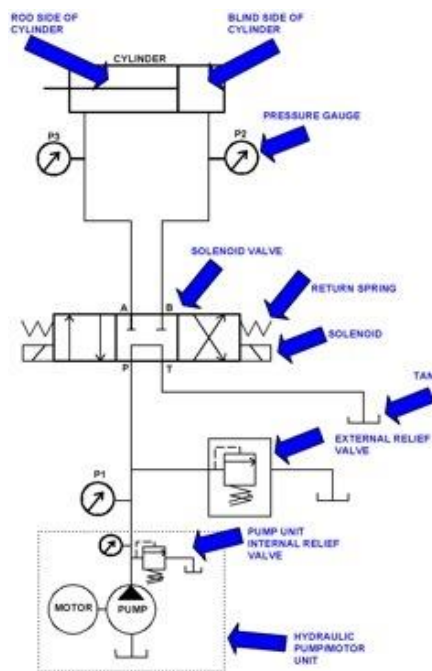 ROD SIDE OF
CYLINDER
BLIND SIDE OF
CYLINDER
CYLINDER
P3
P2
PRESSURE GAUGE
SOLENOID VALVE
A
B
RETURN SPRING
SOLENOID
P
T
TAN
EXTERNAL RELIEF
VALVE
P1
PUMP UNIT
INTERNAL RELIEF
VALVE
MOTOR
PUMP
HYDRAULIC
PUMP/MOTOR
UNIT